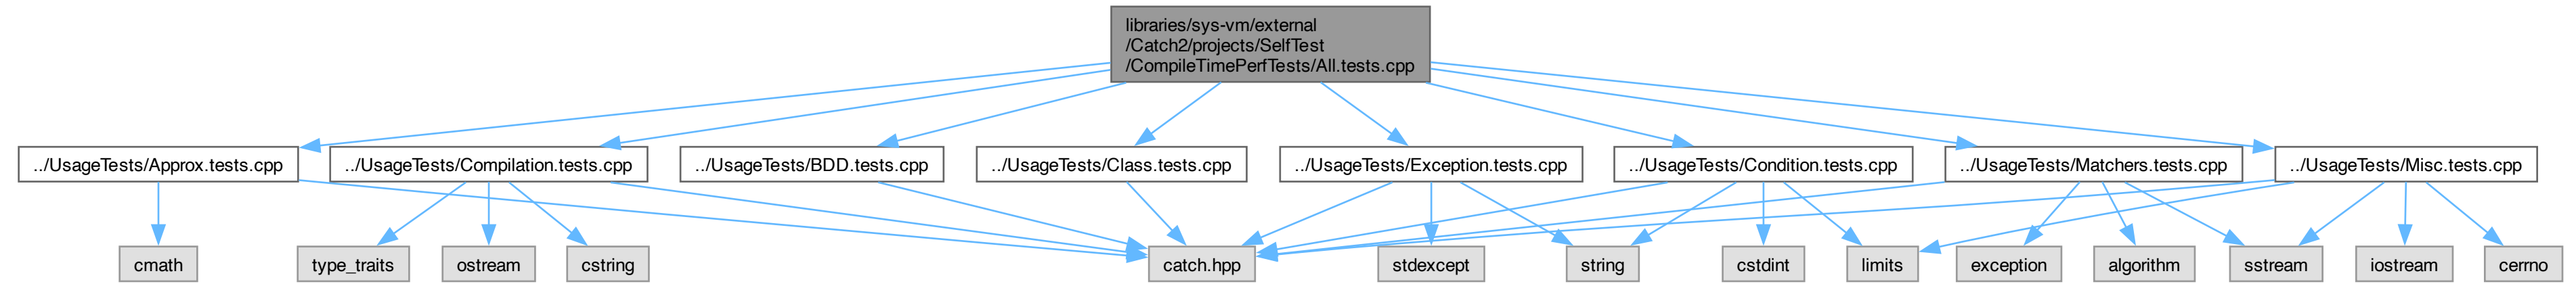 libraries/sys-vm/external
/Catch2/projects/SelfTest
/CompileTimePerfTests/All.tests.cpp
../UsageTests/Approx.tests.cpp
../UsageTests/Compilation.tests.cpp
../UsageTests/BDD.tests.cpp
../UsageTests/Class.tests.cpp
../UsageTests/Exception.tests.cpp
../UsageTests/Condition.tests.cpp
../UsageTests/Matchers.tests.cpp
../UsageTests/Misc.tests.cpp
cmath
type_traits
ostream
cstring
catch.hpp
stdexcept
string
cstdint
limits
exception
algorithm
sstream
iostream
cerrno